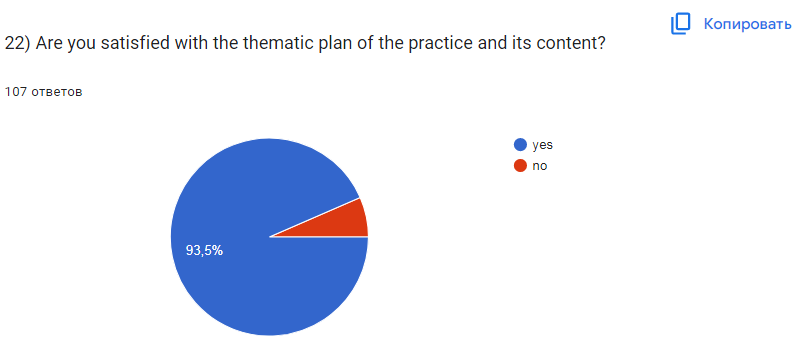 Копировать
22) Are you satisfied with the thematic plan of the practice and its content?
107 ответов
yes
no
93,5%